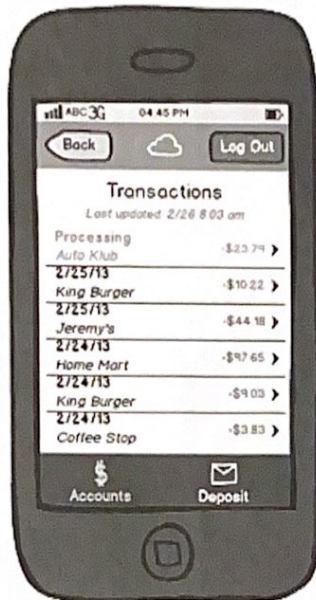 ABC 3G 04:45 PM
Back Log Out
Transactions
Last updated: 2/26 8:03 am
Processing
Auto Klub -$23.79
2/25/13
King Burger -$10.22
2/25/13
Jeremy's -$44.18
2/24/13
Home Mart -$97.65
2/24/13
King Burger -$9.03
2/24/13
Coffee Stop -$3.83
$
Accounts Deposit